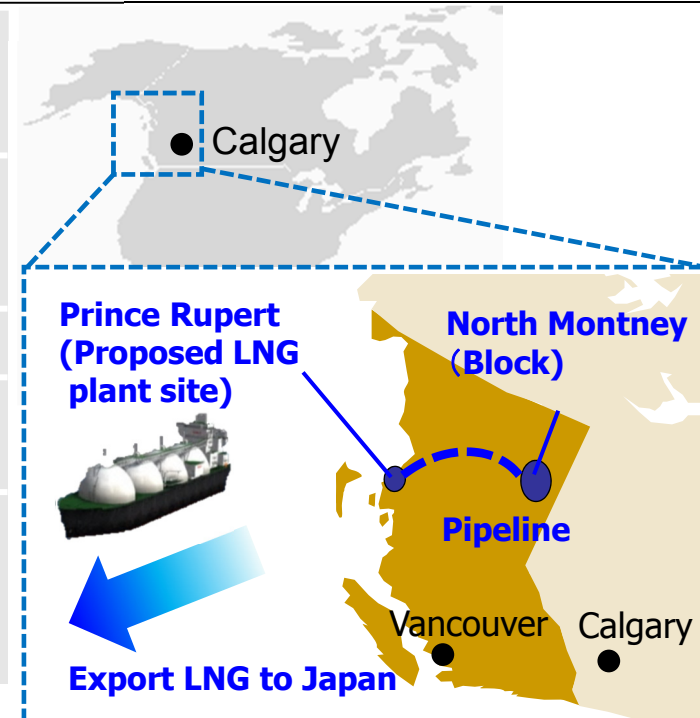 Calgary
Prince Rupert
(Proposed LNG
plant site)
North Montney
（Block)
Pipeline
Vancouver
Calgary
Export LNG to Japan